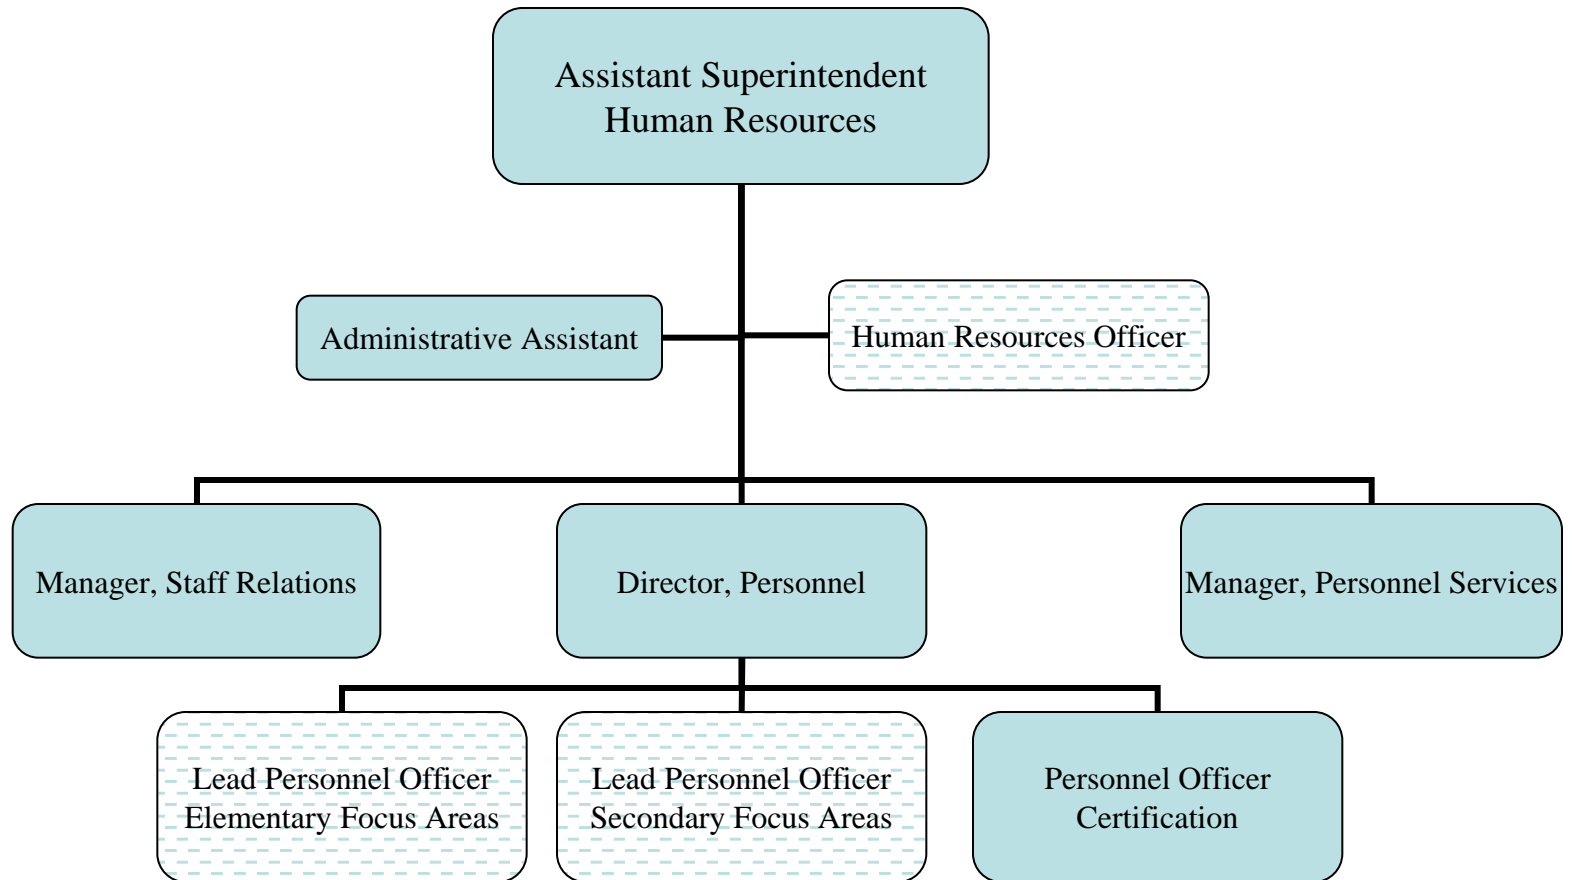 Assistant Superintendent
Human Resources
Administrative Assistant
Human Resources Officer
Manager, Staff Relations
Director, Personnel
Manager, Personnel Services
Lead Personnel Officer
Elementary Focus Areas
Lead Personnel Officer
Secondary Focus Areas
Personnel Officer
Certification